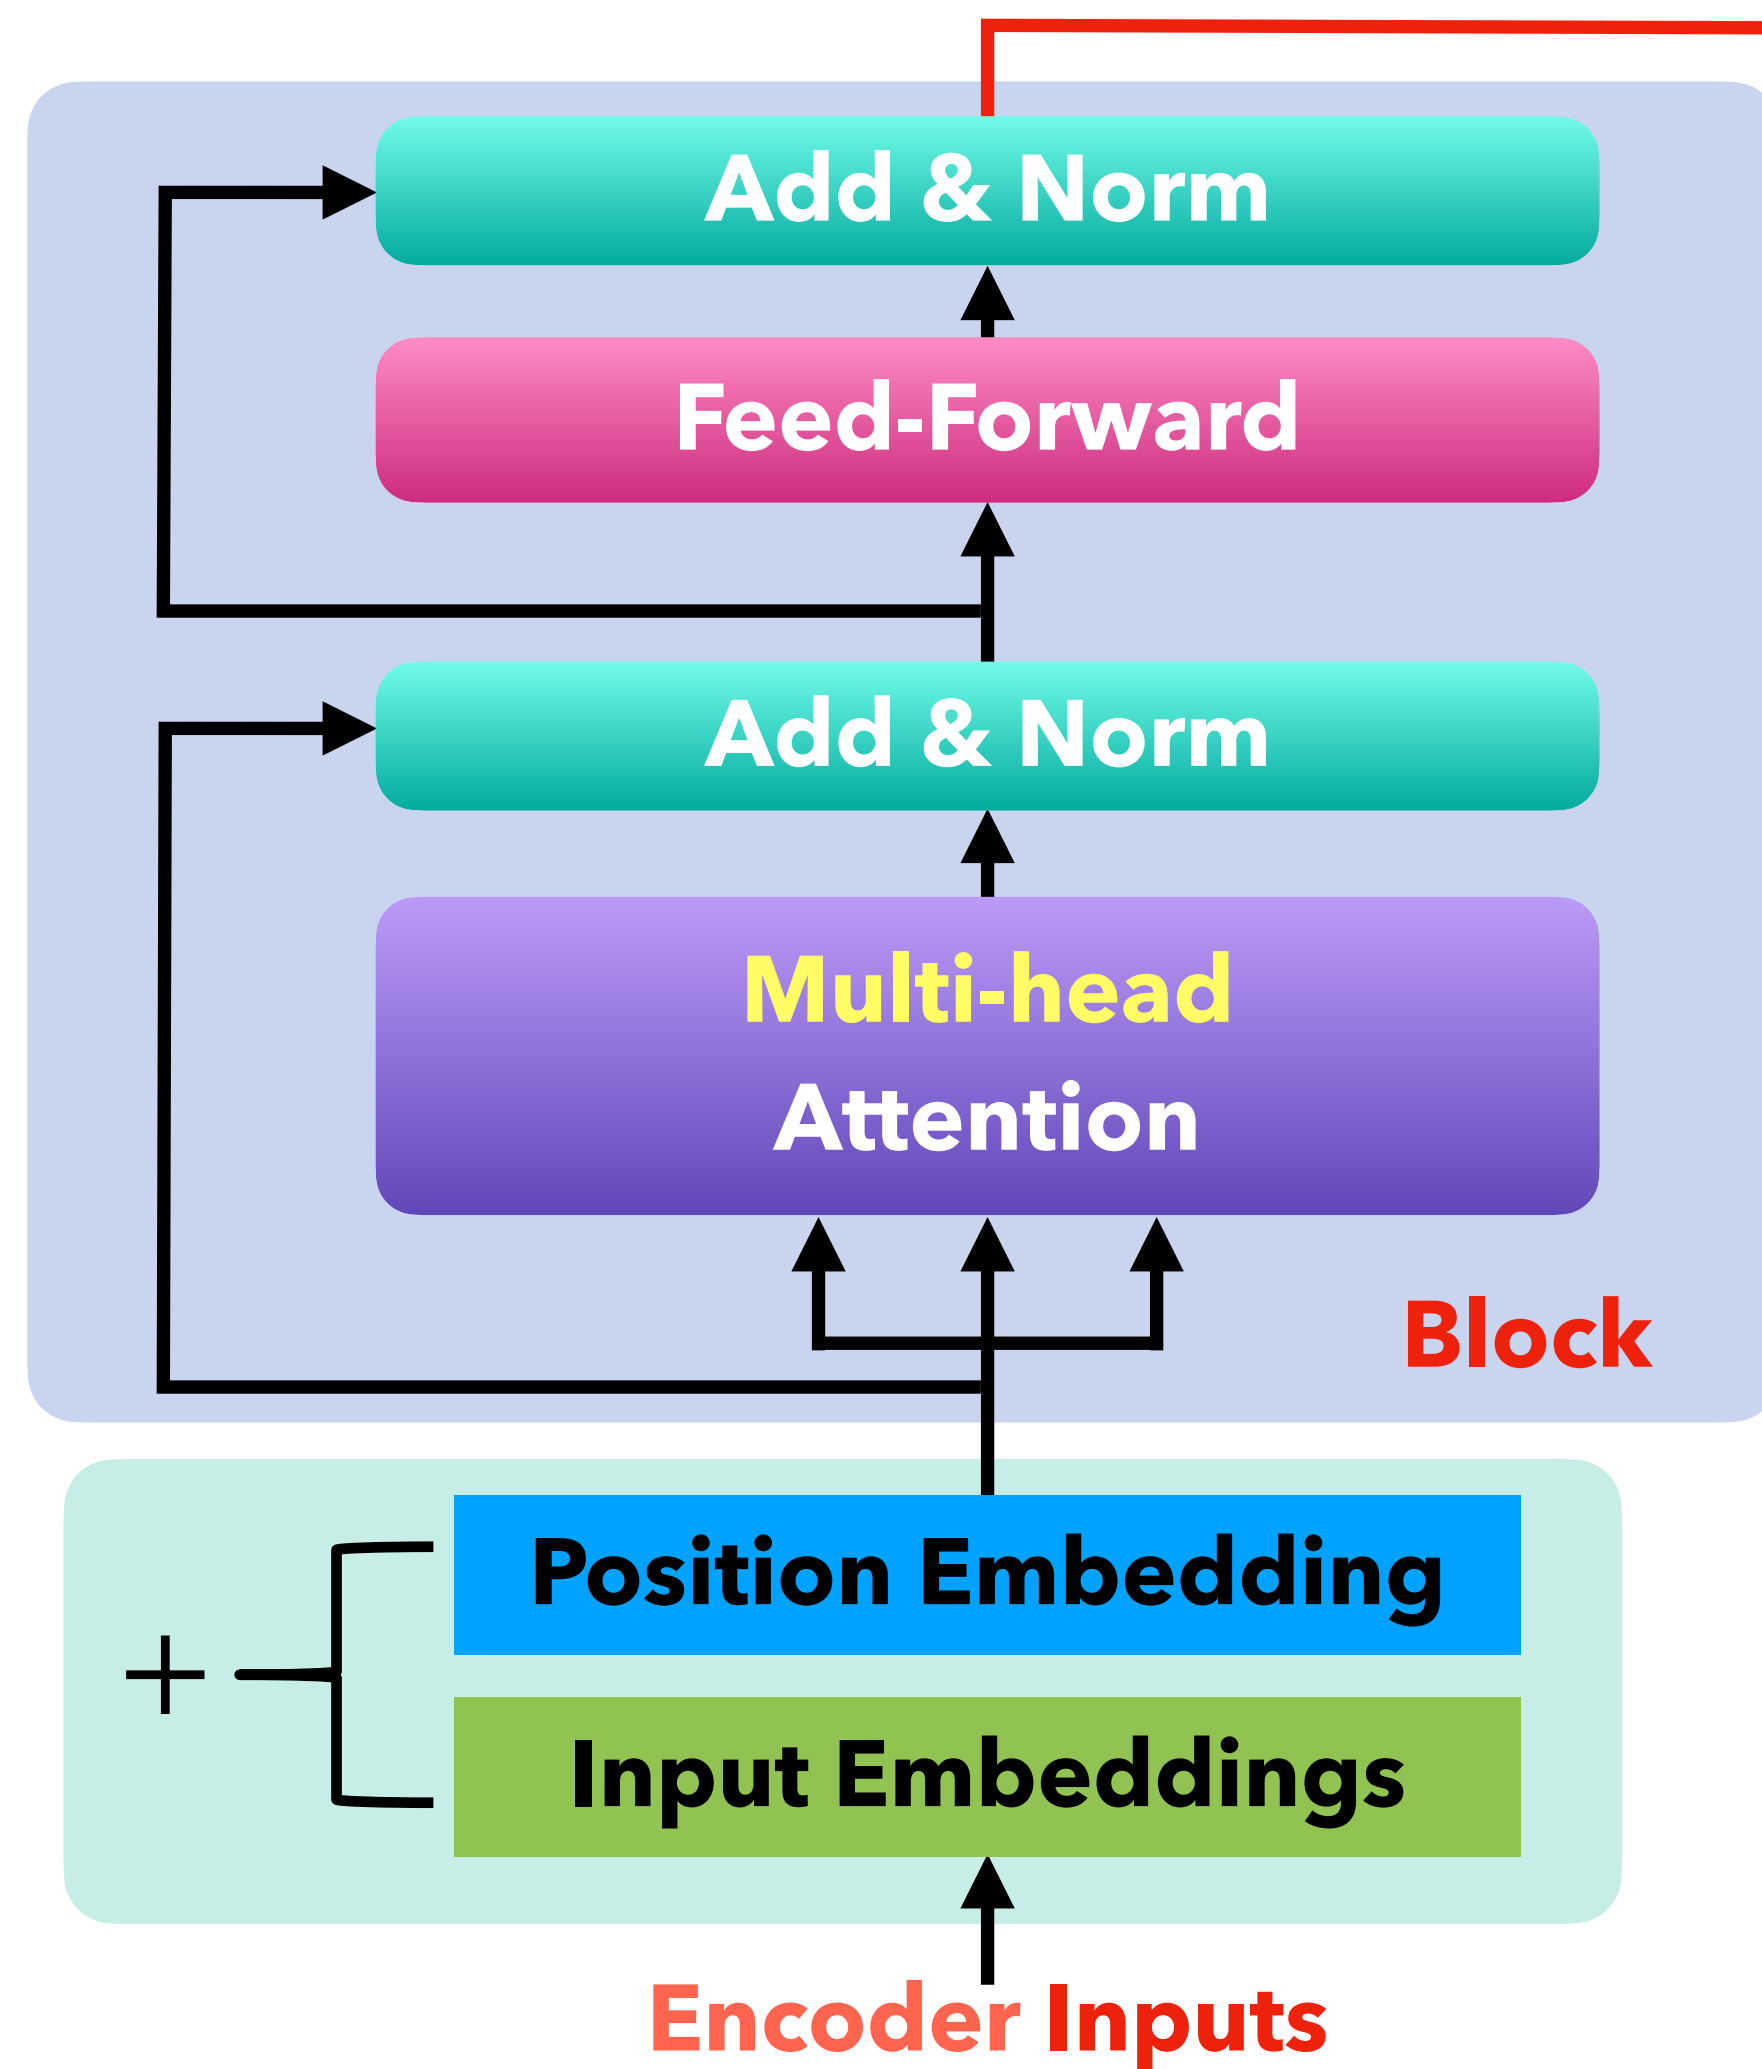 Add & Norm
Feed-Forward
Add & Norm
Multi-head
Attention
Block
Position Embedding
+
Input Embeddings
Encoder Inputs